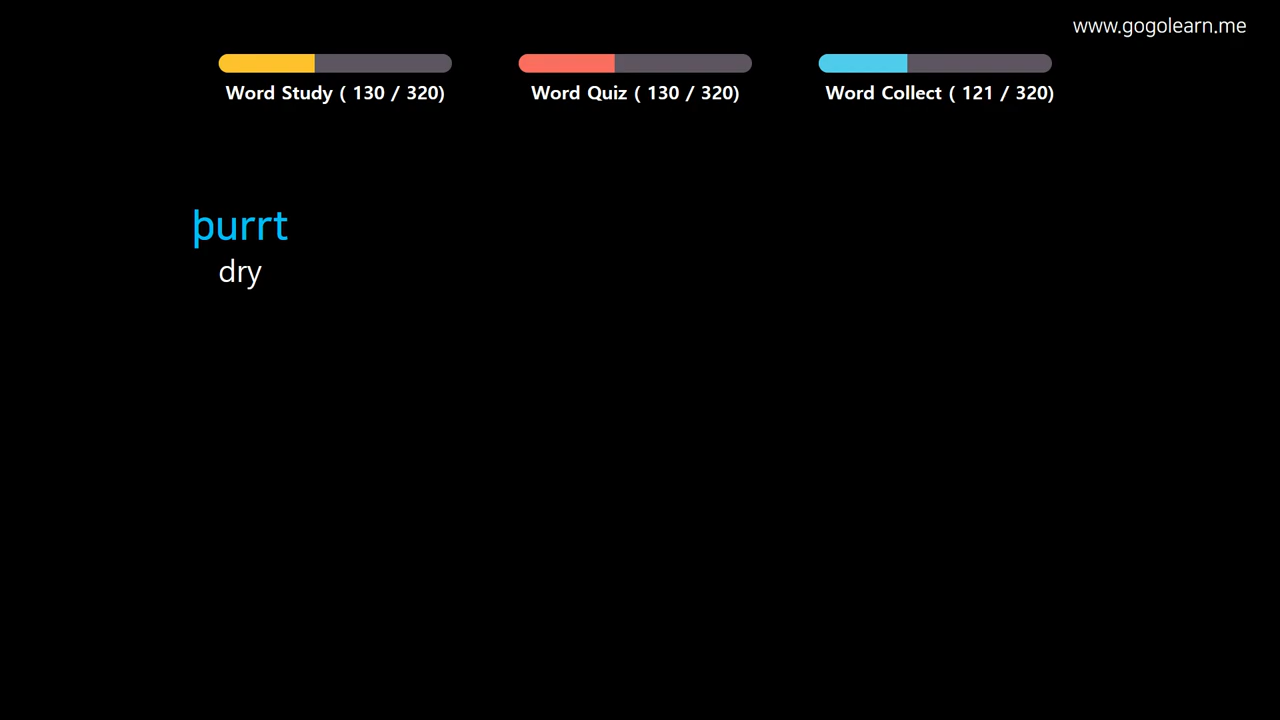 www.gogolearn.me
Word Study ( 130 / 320)
Word Quiz ( 130 / 320)
Word Collect ( 121 / 320)
þurrt
dry